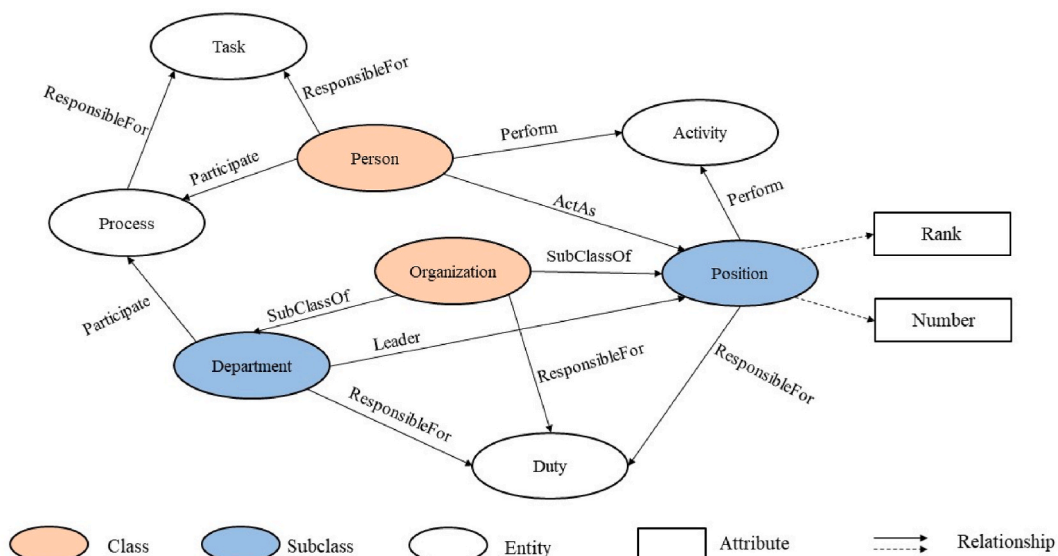 Task
ResponsibleFor
ResponsibleFor
Perform
Activity
Person
Participate
Perform
ActAs
Process
Rank
SubClassOf
Organization
Position
SubClassOf
Participate
Number
Leader
Department
ResponsibleFor
ResponsibleFor
ResponsibleFor
Duty
Class
Subclass
Entity
Attribute
Relationship